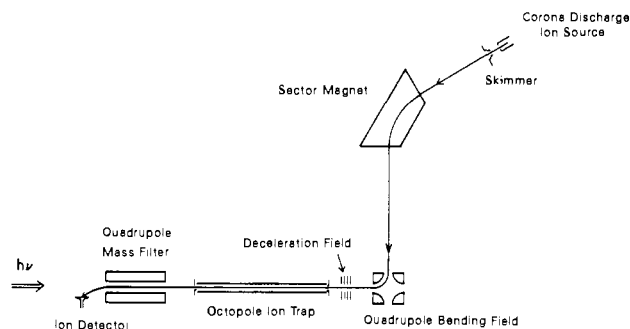 Corona Discharge
Ion Source
Skimmer
Sector Magnet
Quadrupole
Mass Filter
Deceleration Field
hν
Ion Detector
Octopole Ion Trap
Quadrupole Bending Field